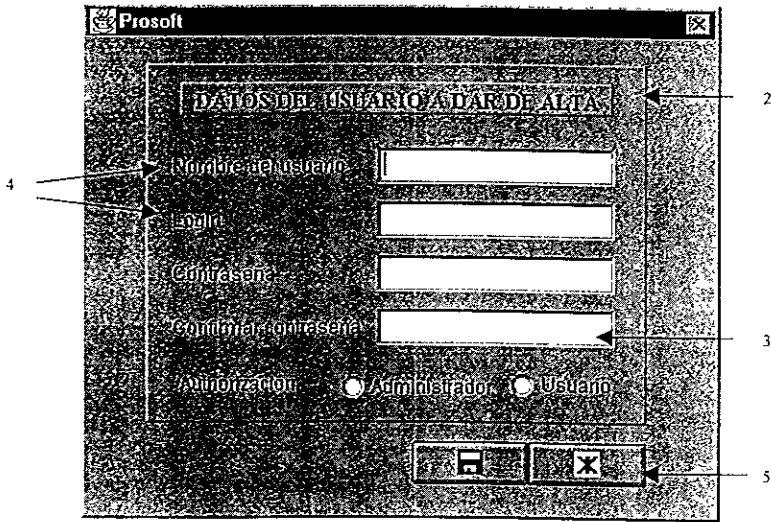 Prosoft
DATOS DEL USUARIO A DAR DE ALTA
2
Nombre del usuario
4
Login
Contraseña
Confirmar contraseña
3
Autorización Administrador Usuario
5